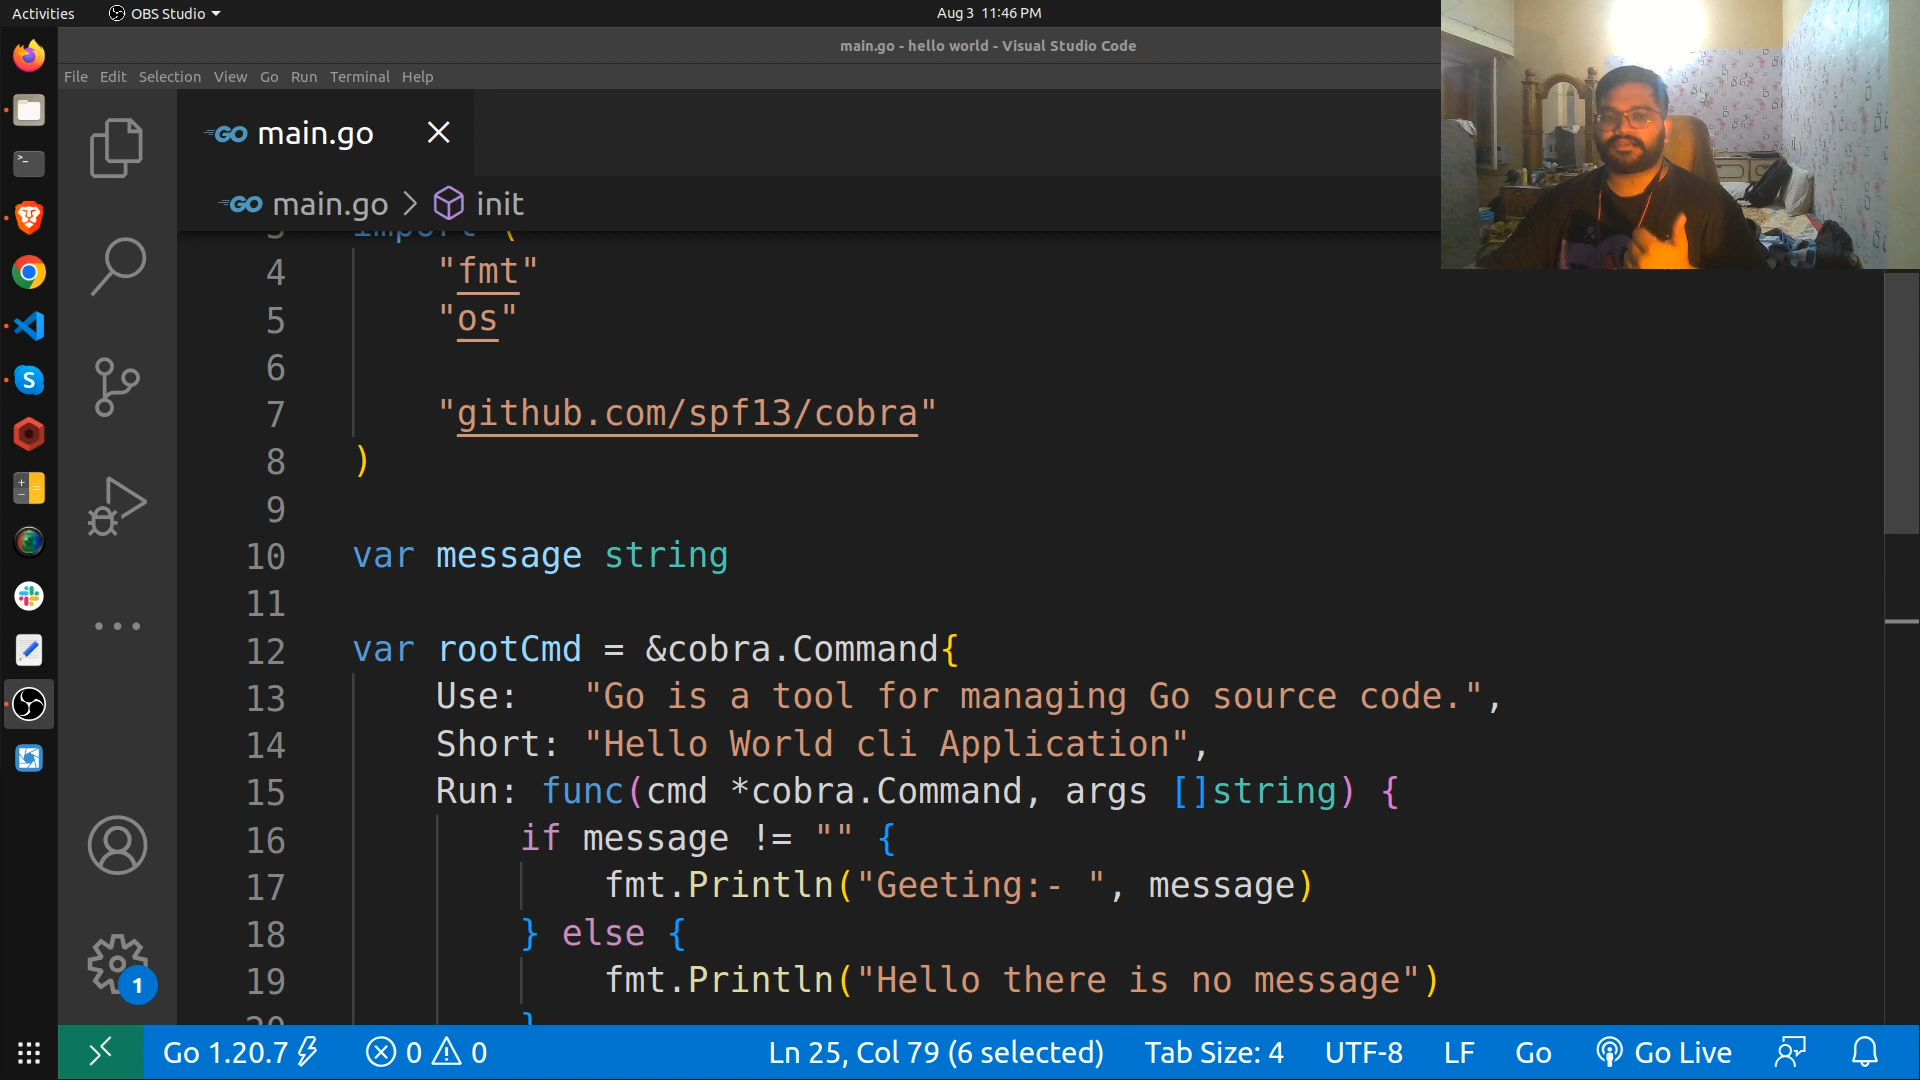 Activities OBS Studio Aug 3 11:46 PM
main.go - hello world - Visual Studio Code
File Edit Selection View Go Run Terminal Help
GO main.go
GO main.go > init
3 import (
4 "fmt"
5 "os"
6
7 "github.com/spf13/cobra"
8 )
9
10 var message string
11
12 var rootCmd = &cobra.Command{
13 Use: "Go is a tool for managing Go source code.",
14 Short: "Hello World cli Application",
15 Run: func(cmd *cobra.Command, args []string) {
16 if message != "" {
17 fmt.Println("Geeting:- ", message)
18 } else {
19 fmt.Println("Hello there is no message")
20 }
1
Go 1.20.7 0 0 Ln 25, Col 79 (6 selected) Tab Size: 4 UTF-8 LF Go Go Live